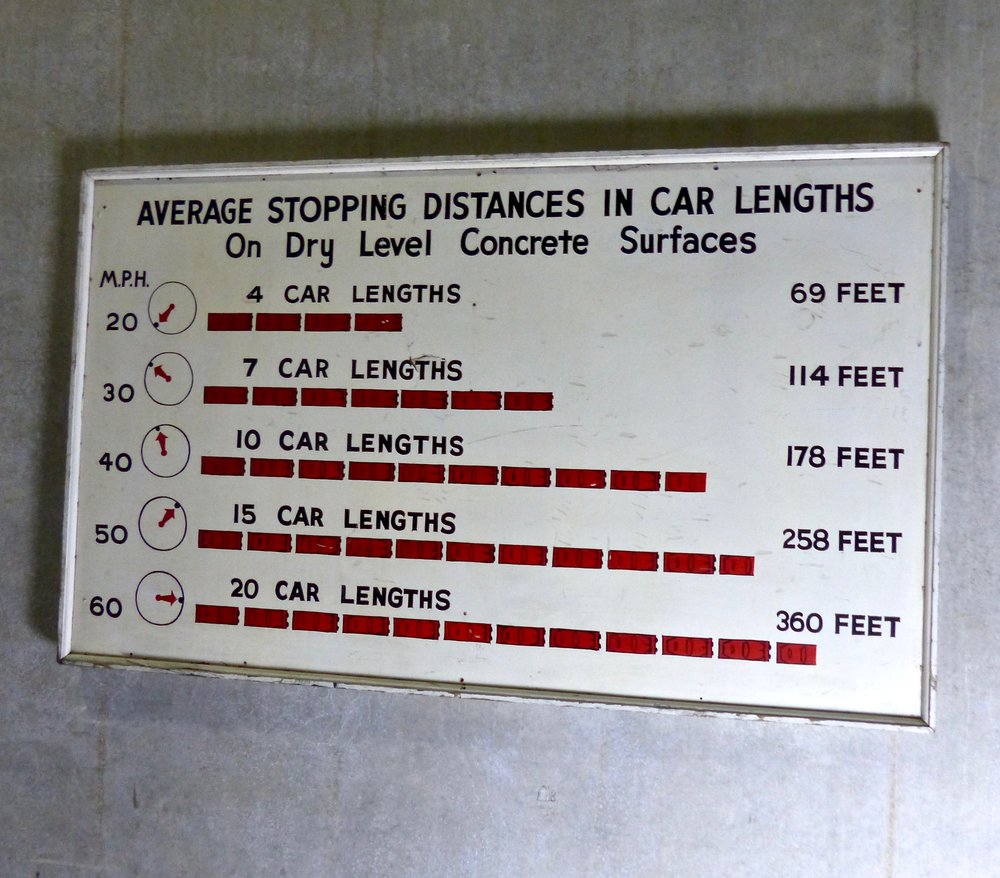 AVERAGE STOPPING DISTANCES IN CAR LENGTHS
On Dry Level Concrete Surfaces
M.P.H.
20 4 CAR LENGTHS 69 FEET
30 7 CAR LENGTHS 114 FEET
40 10 CAR LENGTHS 178 FEET
50 15 CAR LENGTHS 258 FEET
60 20 CAR LENGTHS 360 FEET